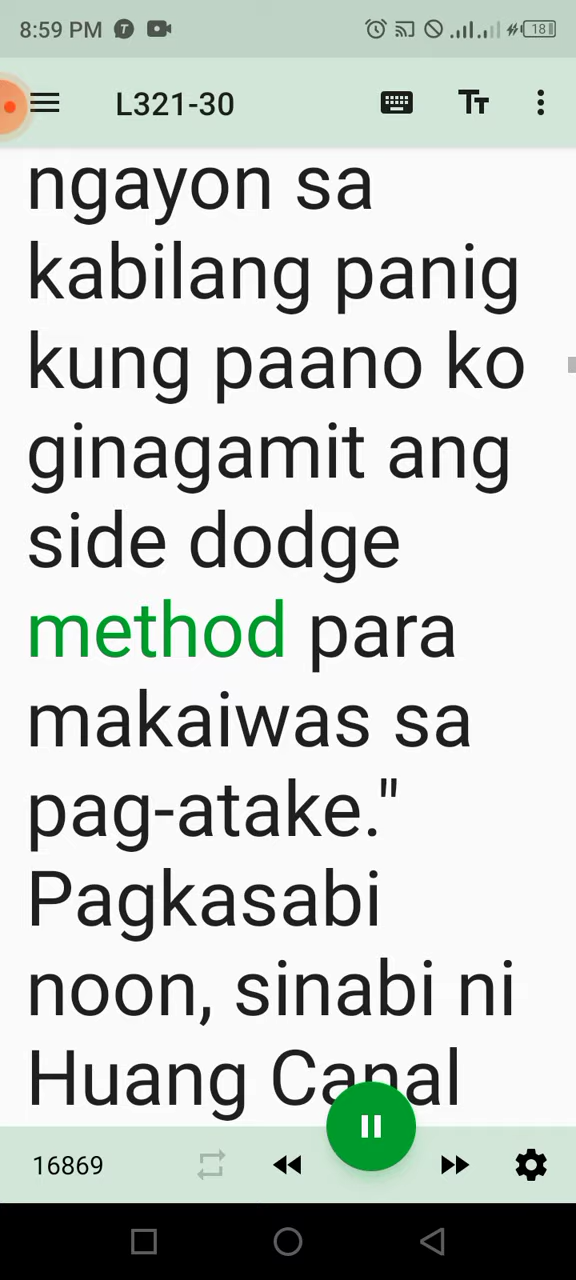 8:59 PM
18
L321-30
ngayon sa
kabilang panig
kung paano ko
ginagamit ang
side dodge
method para
makaiwas sa
pag-atake."
Pagkasabi
noon, sinabi ni
Huang Canal
16869